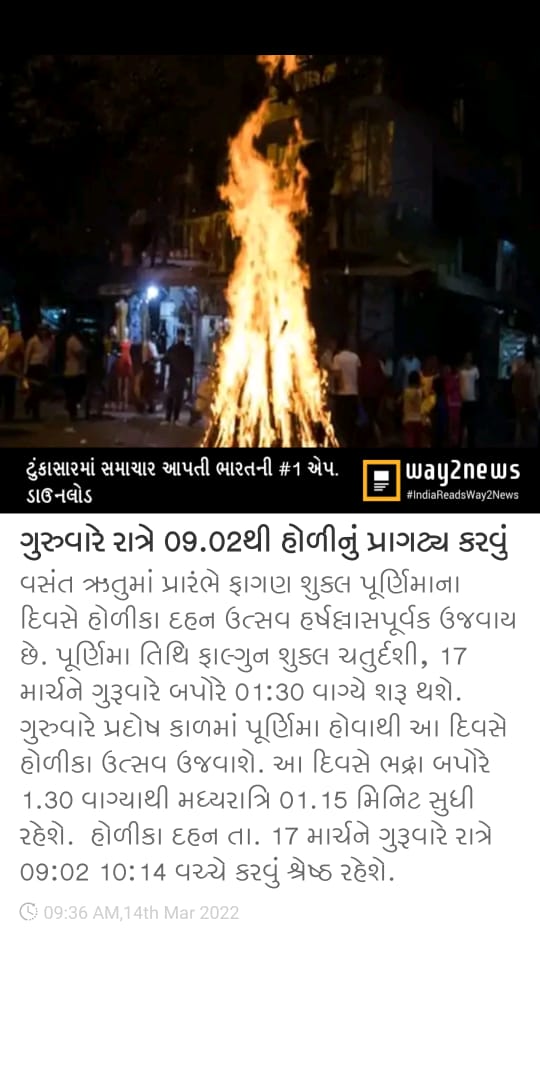 ટુંકાસારમાં સમાચાર આપતી ભારતની #1 એપ.
ડાઉનલોડ
way2news
#IndiaReadsWay2News
ગુરુવારે રાત્રે 09.02થી હોળીનું પ્રાગટ્ય કરવું
વસંત ઋતુમાં પ્રારંભે ફાગણ શુક્લ પૂર્ણિમાના
દિવસે હોળીકા દહન ઉત્સવ હર્ષોલ્લાસપૂર્વક ઉજવાય
છે. પૂર્ણિમા તિથિ ફાલ્ગુન શુક્લ ચતુર્દશી, 17
માર્ચને ગુરૂવારે બપોરે 01:30 વાગ્યે શરૂ થશે.
ગુરુવારે પ્રદોષ કાળમાં પૂર્ણિમા હોવાથી આ દિવસે
હોળીકા ઉત્સવ ઉજવાશે. આ દિવસે ભદ્રા બપોરે
1.30 વાગ્યાથી મધ્યરાત્રિ 01.15 મિનિટ સુધી
રહેશે. હોળીકા દહન તા. 17 માર્ચને ગુરૂવારે રાત્રે
09:02 10:14 વચ્ચે કરવું શ્રેષ્ઠ રહેશે.
09:36 AM,14th Mar 2022